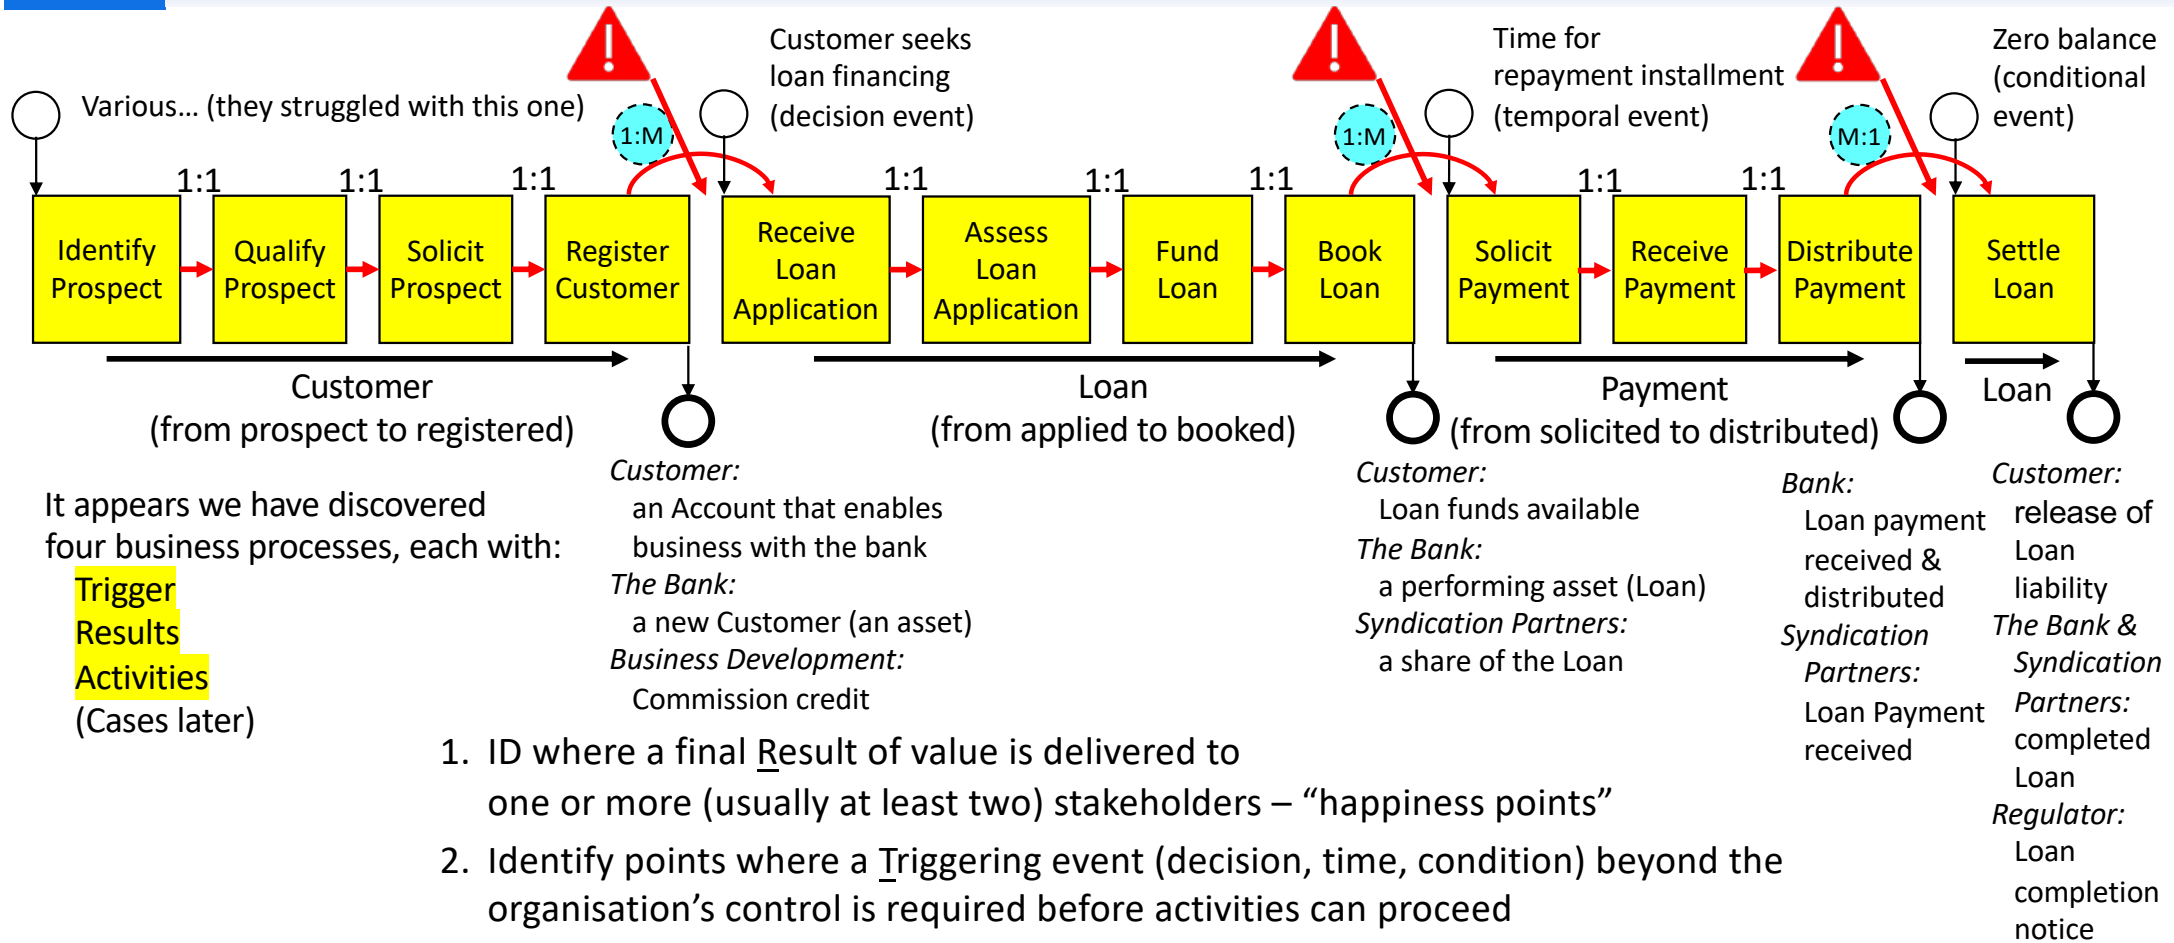 Various... (they struggled with this one)
Customer seeks
loan financing
(decision event)
Time for
repayment installment
(temporal event)
Zero balance
(conditional
event)
1:M
1:M
M:1
1:1
1:1
1:1
1:1
1:1
1:1
1:1
1:1
Identify
Prospect
Qualify
Prospect
Solicit
Prospect
Register
Customer
Receive
Loan
Application
Assess
Loan
Application
Fund
Loan
Book
Loan
Solicit
Payment
Receive
Payment
Distribute
Payment
Settle
Loan
Customer
(from prospect to registered)
Loan
(from applied to booked)
Payment
(from solicited to distributed)
Loan
It appears we have discovered
four business processes, each with:
Trigger
Results
Activities
(Cases later)
Customer:
an Account that enables
business with the bank
The Bank:
a new Customer (an asset)
Business Development:
Commission credit
Customer:
Loan funds available
The Bank:
a performing asset (Loan)
Syndication Partners:
a share of the Loan
Bank:
Loan payment
received &
distributed
Syndication
Partners:
Loan Payment
received
Customer:
release of
Loan
liability
The Bank &
Syndication
Partners:
completed
Loan
Regulator:
Loan
completion
notice
1. ID where a final Result of value is delivered to
one or more (usually at least two) stakeholders – “happiness points”
2. Identify points where a Triggering event (decision, time, condition) beyond the
organisation’s control is required before activities can proceed